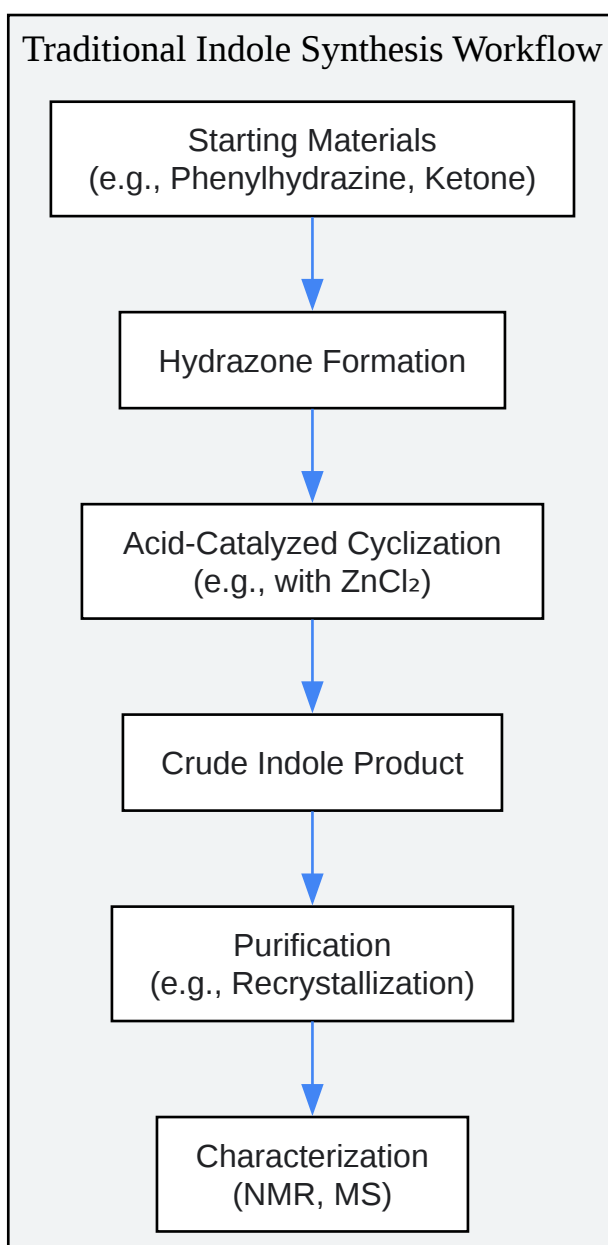 Traditional Indole Synthesis Workflow
Starting Materials
(e.g., Phenylhydrazine, Ketone)
Hydrazone Formation
Acid-Catalyzed Cyclization
(e.g., with ZnCl₂)
Crude Indole Product
Purification
(e.g., Recrystallization)
Characterization
(NMR, MS)